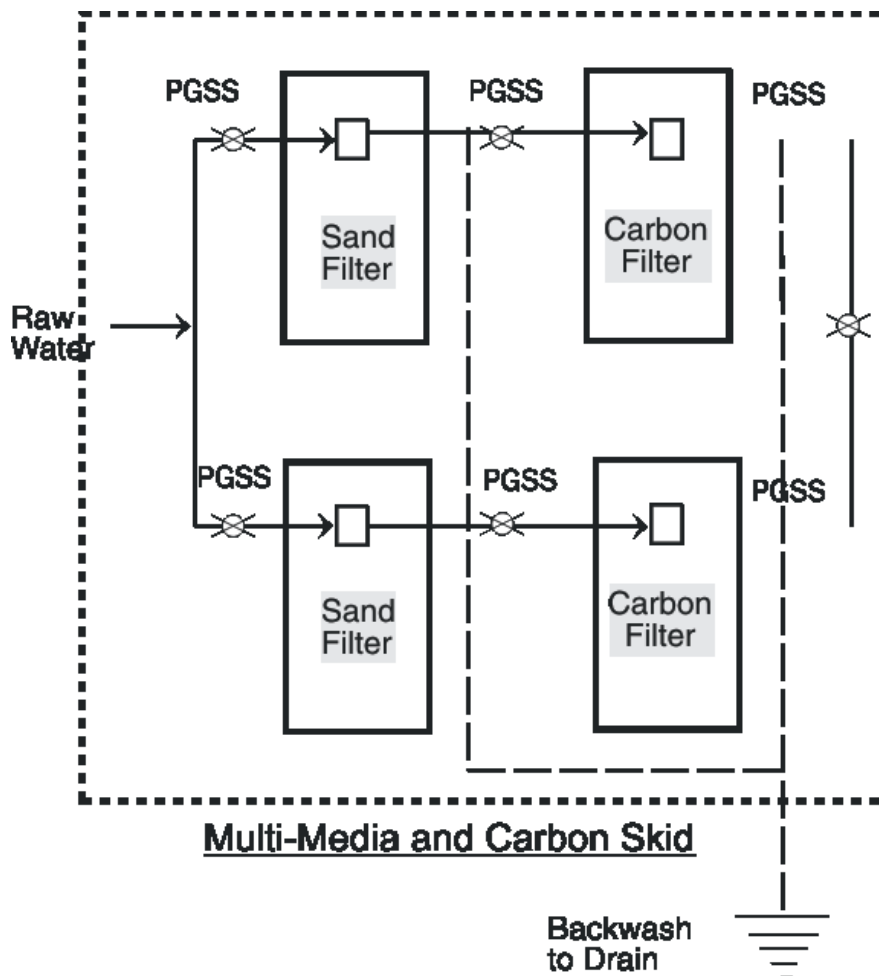 PGSS
PGSS
PGSS
Sand
Filter
Carbon
Filter
Raw
Water
PGSS
PGSS
PGSS
Sand
Filter
Carbon
Filter
Multi-Media and Carbon Skid
Backwash
to Drain